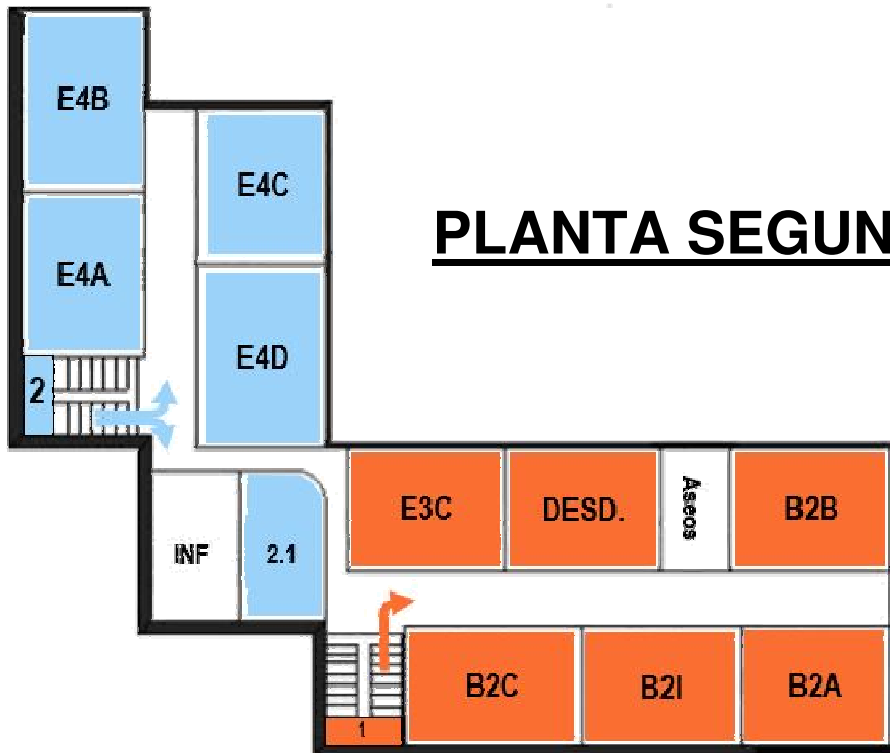 E4B
E4C
PLANTA SEGUN
E4A
E4D
2
E3C
DESD.
Aseos
B2B
INF
2.1
B2C
B2I
B2A
1